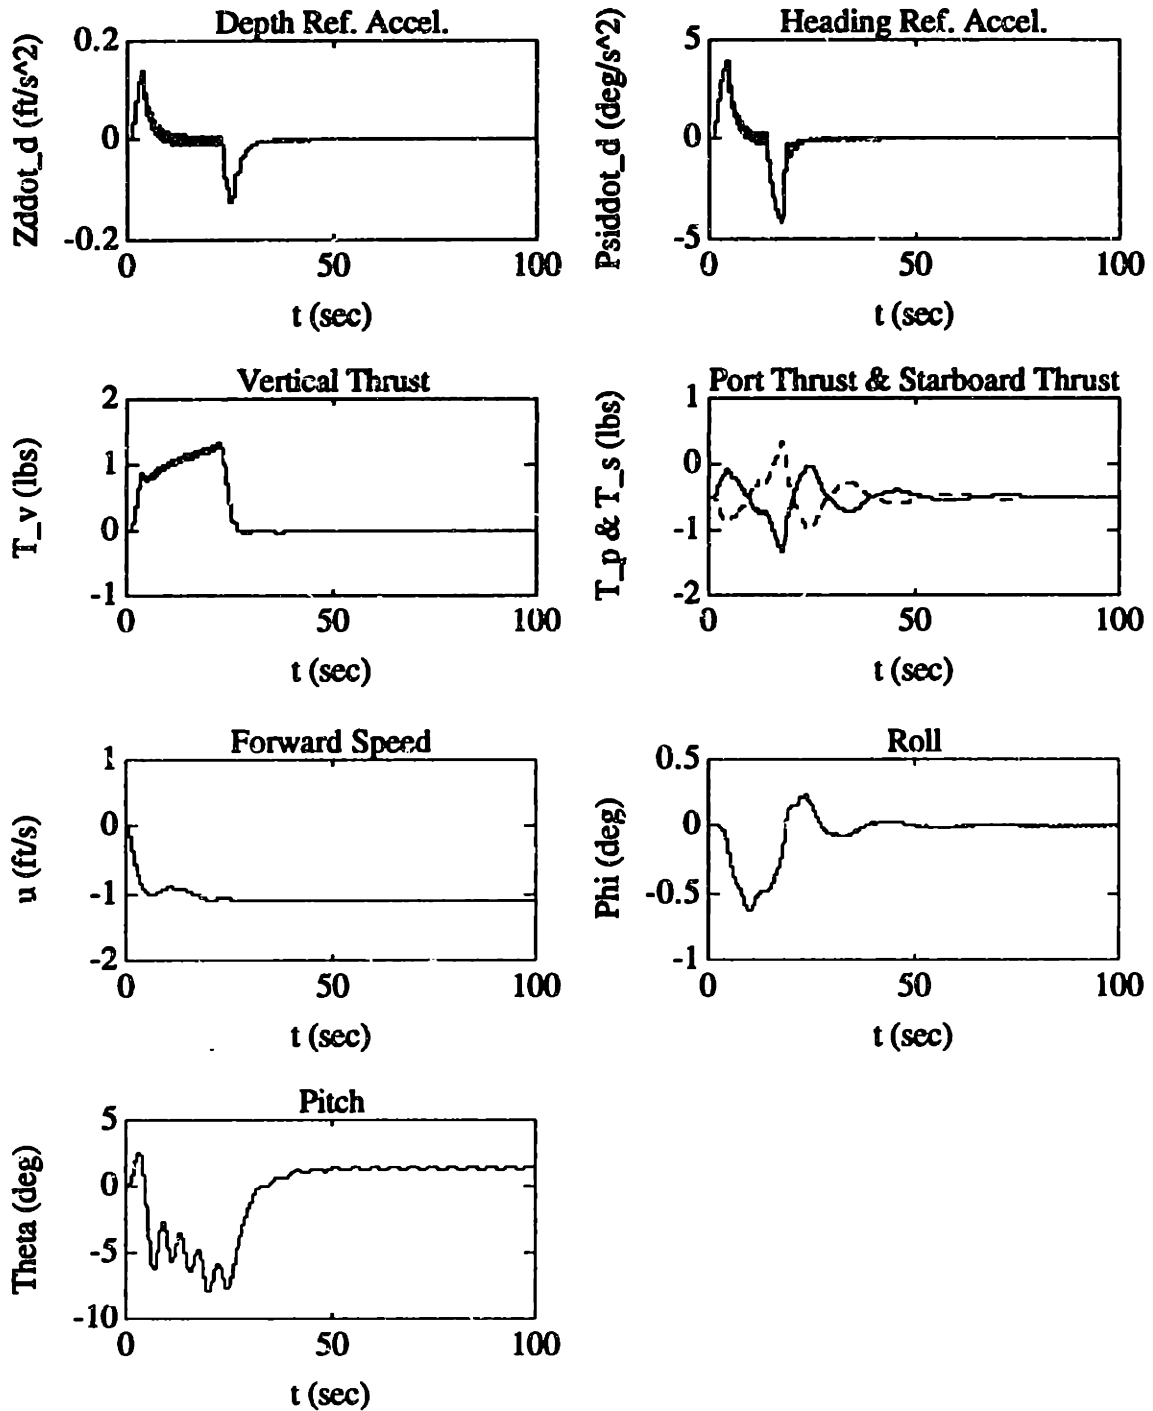 Depth Ref. Accel.
Zddot_d (ft/s^2)
0.2
0
-0.2
0 50 100
t (sec)
Heading Ref. Accel.
Psiddot_d (deg/s^2)
5
0
-5
0 50 100
t (sec)
Vertical Thrust
T_v (lbs)
2
1
0
-1
0 50 100
t (sec)
Port Thrust & Starboard Thrust
T_p & T_s (lbs)
1
0
-1
-2
0 50 100
t (sec)
Forward Speed
u (ft/s)
1
0
-1
-2
0 50 100
t (sec)
Roll
Phi (deg)
0.5
0
-0.5
-1
0 50 100
t (sec)
Pitch
Theta (deg)
5
0
-5
-10
0 50 100
t (sec)